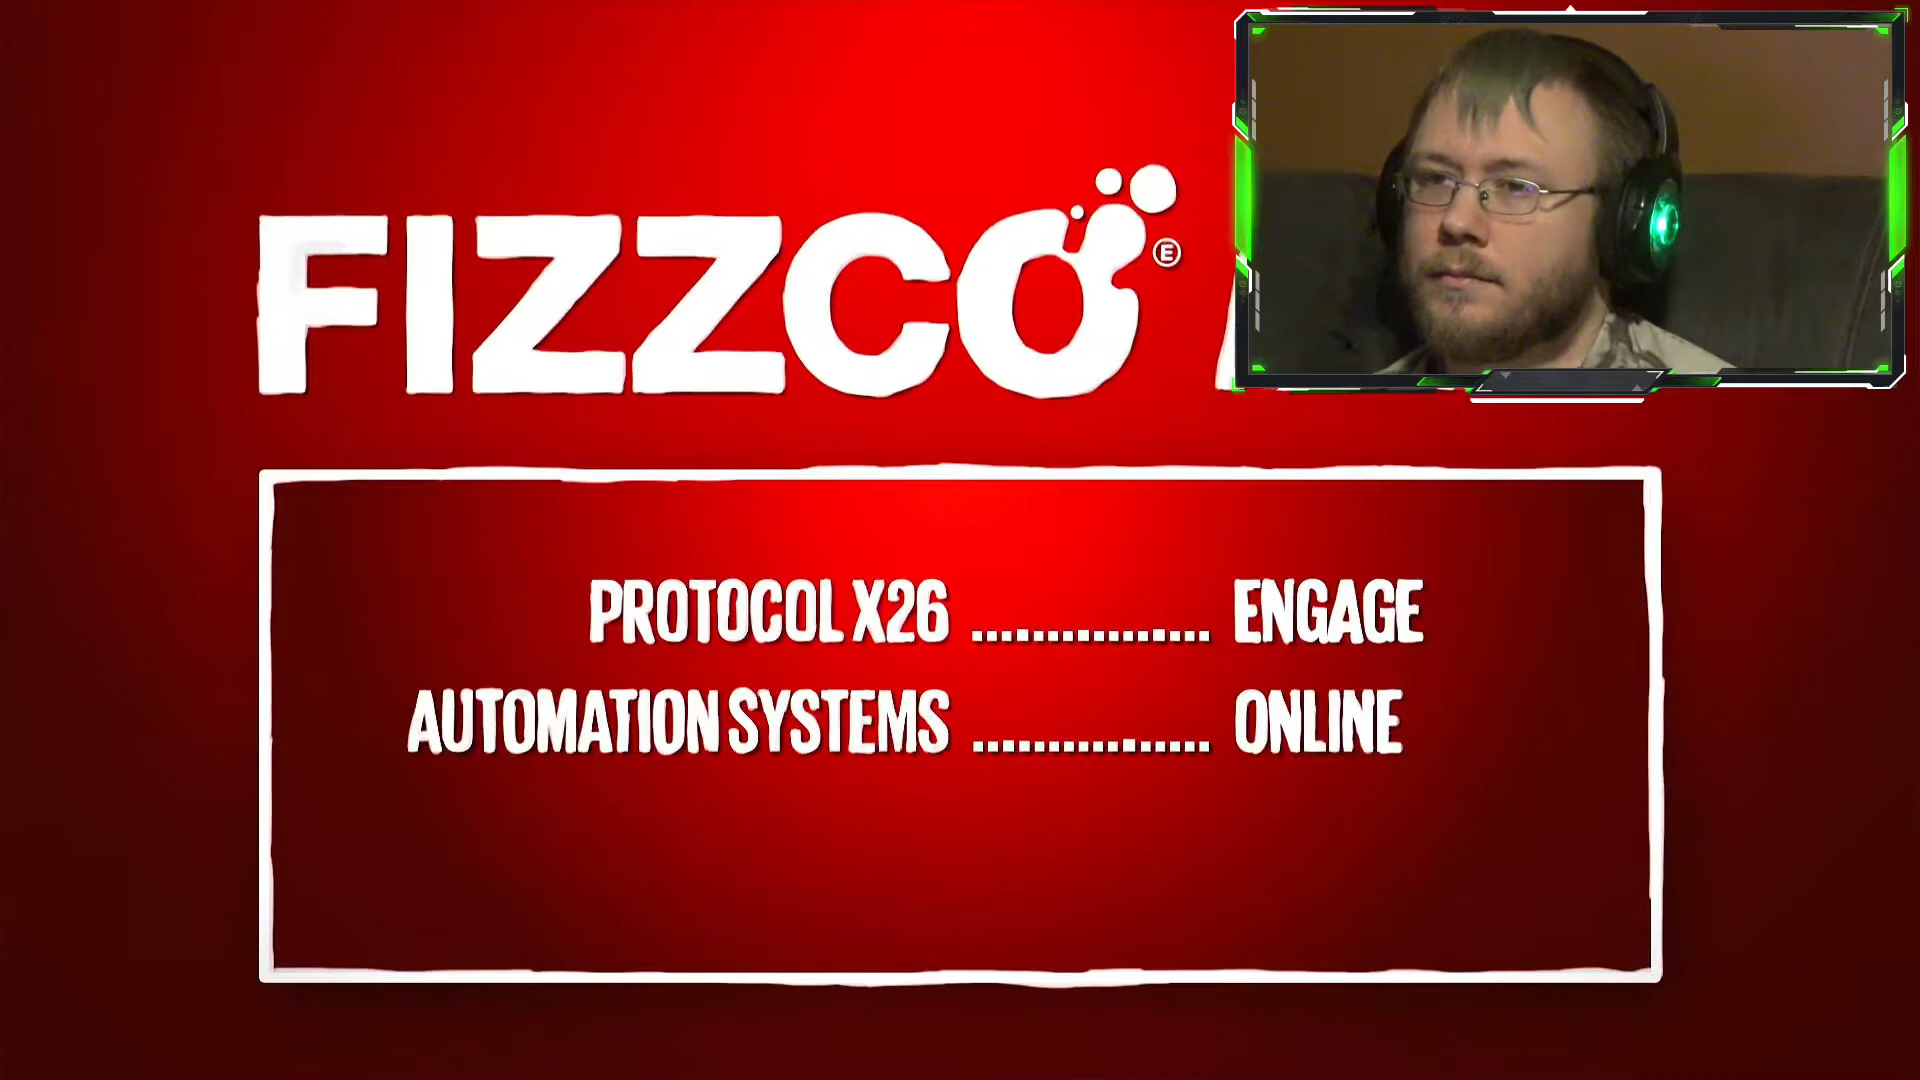 FIZZCO
E
PROTOCOL X26 ................ ENGAGE
AUTOMATION SYSTEMS ................ ONLINE